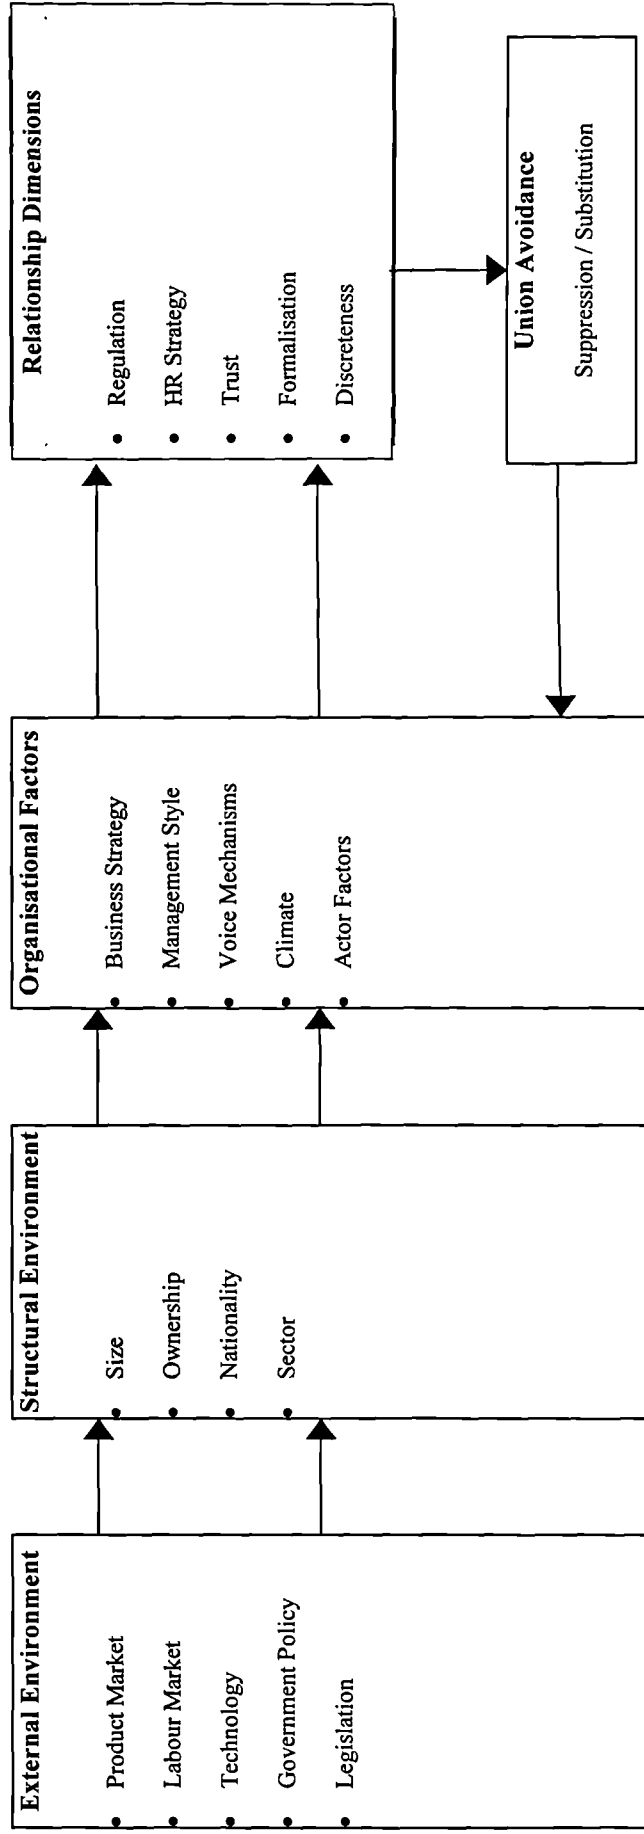 External Environment
• Product Market
• Labour Market
• Technology
• Government Policy
• Legislation
Structural Environment
• Size
• Ownership
• Nationality
• Sector
Organisational Factors
• Business Strategy
• Management Style
• Voice Mechanisms
• Climate
• Actor Factors
Relationship Dimensions
• Regulation
• HR Strategy
• Trust
• Formalisation
• Discreteness
Union Avoidance
Suppression / Substitution